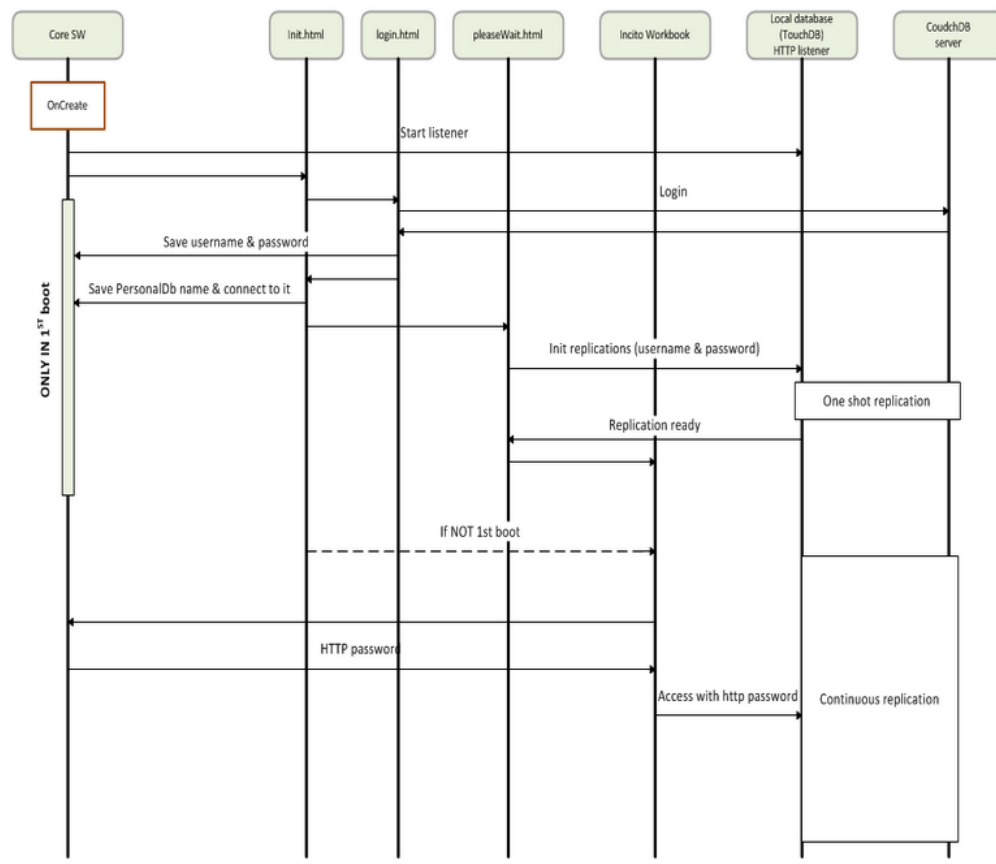 Core SW
Init.html
login.html
pleaseWait.html
Incito Workbook
Local database
(TouchDB)
HTTP listener
CoudchDB
server
OnCreate
Start listener
Login
Save username & password
Save PersonalDb name & connect to it
ONLY IN 1ST boot
Init replications (username & password)
One shot replication
Replication ready
If NOT 1st boot
HTTP password
Access with http password
Continuous replication